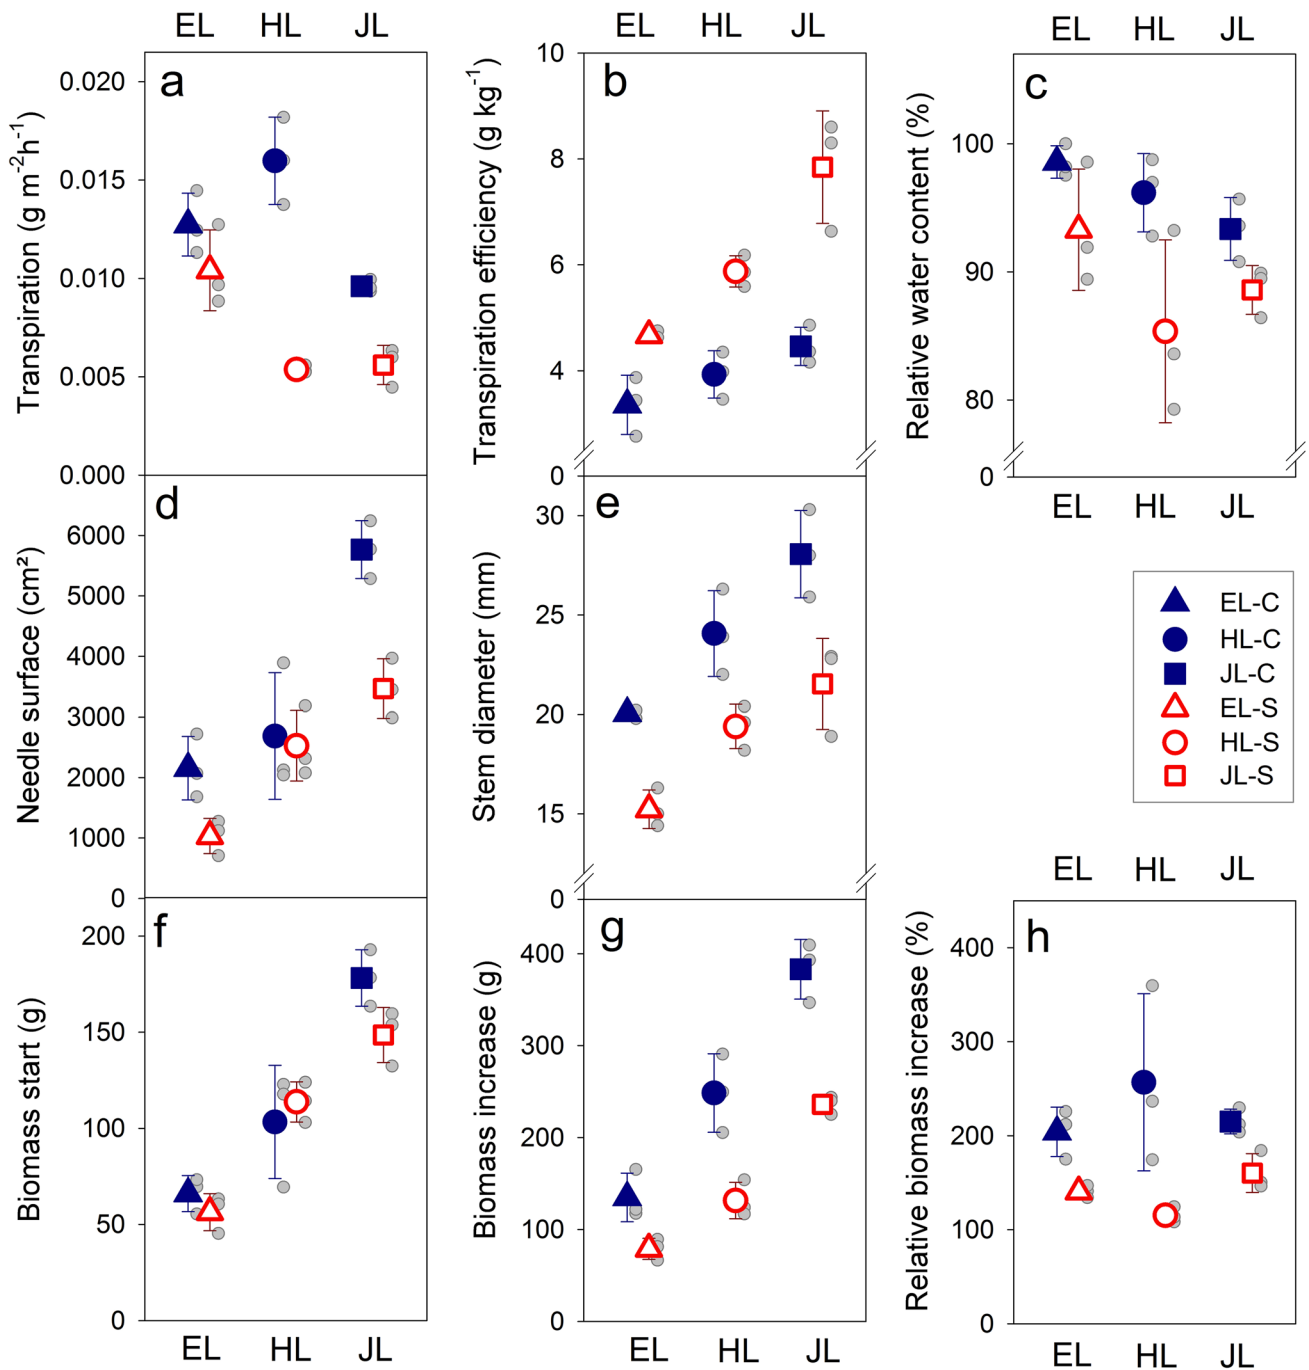 EL HL JL
EL HL JL
EL HL JL
a
Transpiration (g m⁻²h⁻¹)
0.020
0.015
0.010
0.005
0.000
b
Transpiration efficiency (g kg⁻¹)
10
8
6
4
0
c
Relative water content (%)
100
90
80
0
EL HL JL
d
Needle surface (cm²)
6000
5000
4000
3000
2000
1000
0
e
Stem diameter (mm)
30
25
20
15
0
EL-C
HL-C
JL-C
EL-S
HL-S
JL-S
f
Biomass start (g)
200
150
100
50
0
EL HL JL
g
Biomass increase (g)
400
300
200
100
0
EL HL JL
EL HL JL
h
Relative biomass increase (%)
400
300
200
100
0
EL HL JL